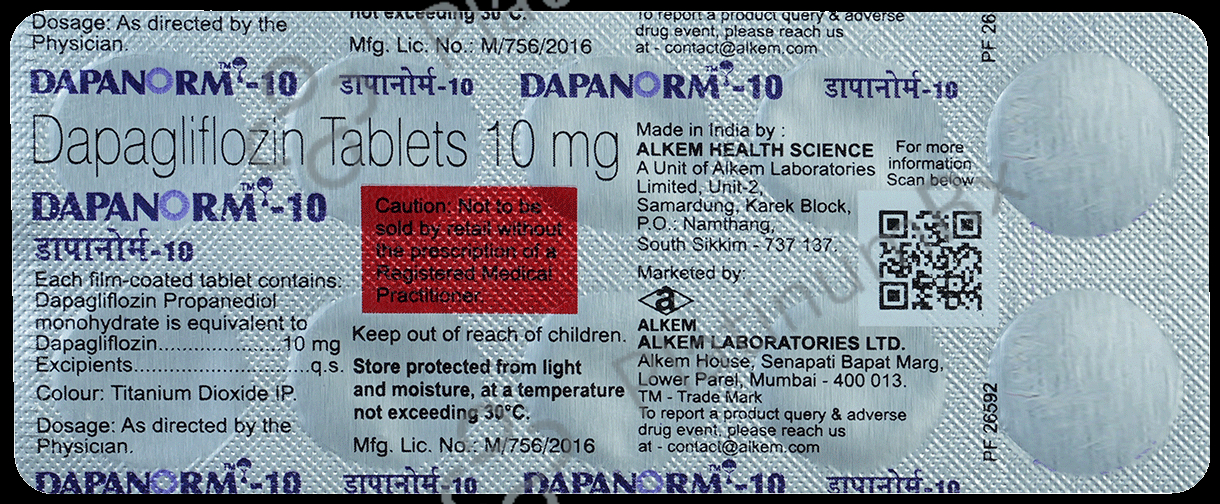 Dosage: As directed by the
Physician.
not exceeding 30°C.
Mfg. Lic. No.: M/756/2016
To report a product query & adverse
drug event, please reach us
at - contact@alkem.com
PF 26
DAPANORM™-10 डापानोर्म-10 DAPANORM™-10 डापानोर्म-10
Dapagliflozin Tablets 10 mg
DAPANORM™-10
डापानोर्म-10
Each film-coated tablet contains:
Dapagliflozin Propanediol
monohydrate is equivalent to
Dapagliflozin......................10 mg
Excipients...............................q.s.
Colour: Titanium Dioxide IP.
Dosage: As directed by the
Physician.
Caution: Not to be
sold by retail without
the prescription of a
Registered Medical
Practitioner.
Keep out of reach of children.
Store protected from light
and moisture, at a temperature
not exceeding 30°C.
Mfg. Lic. No.: M/756/2016
Made in India by :
ALKEM HEALTH SCIENCE
A Unit of Alkem Laboratories
Limited, Unit-2,
Samardung, Karek Block,
P.O.: Namthang,
South Sikkim - 737 137.
Marketed by:
a
ALKEM
ALKEM LABORATORIES LTD.
Alkem House, Senapati Bapat Marg,
Lower Parel, Mumbai - 400 013.
TM - Trade Mark
To report a product query & adverse
drug event, please reach us
at - contact@alkem.com
For more
information
Scan below
PF 26592
DAPANORM™-10 डापानोर्म-10 DAPANORM™-10 डापानोर्म-10